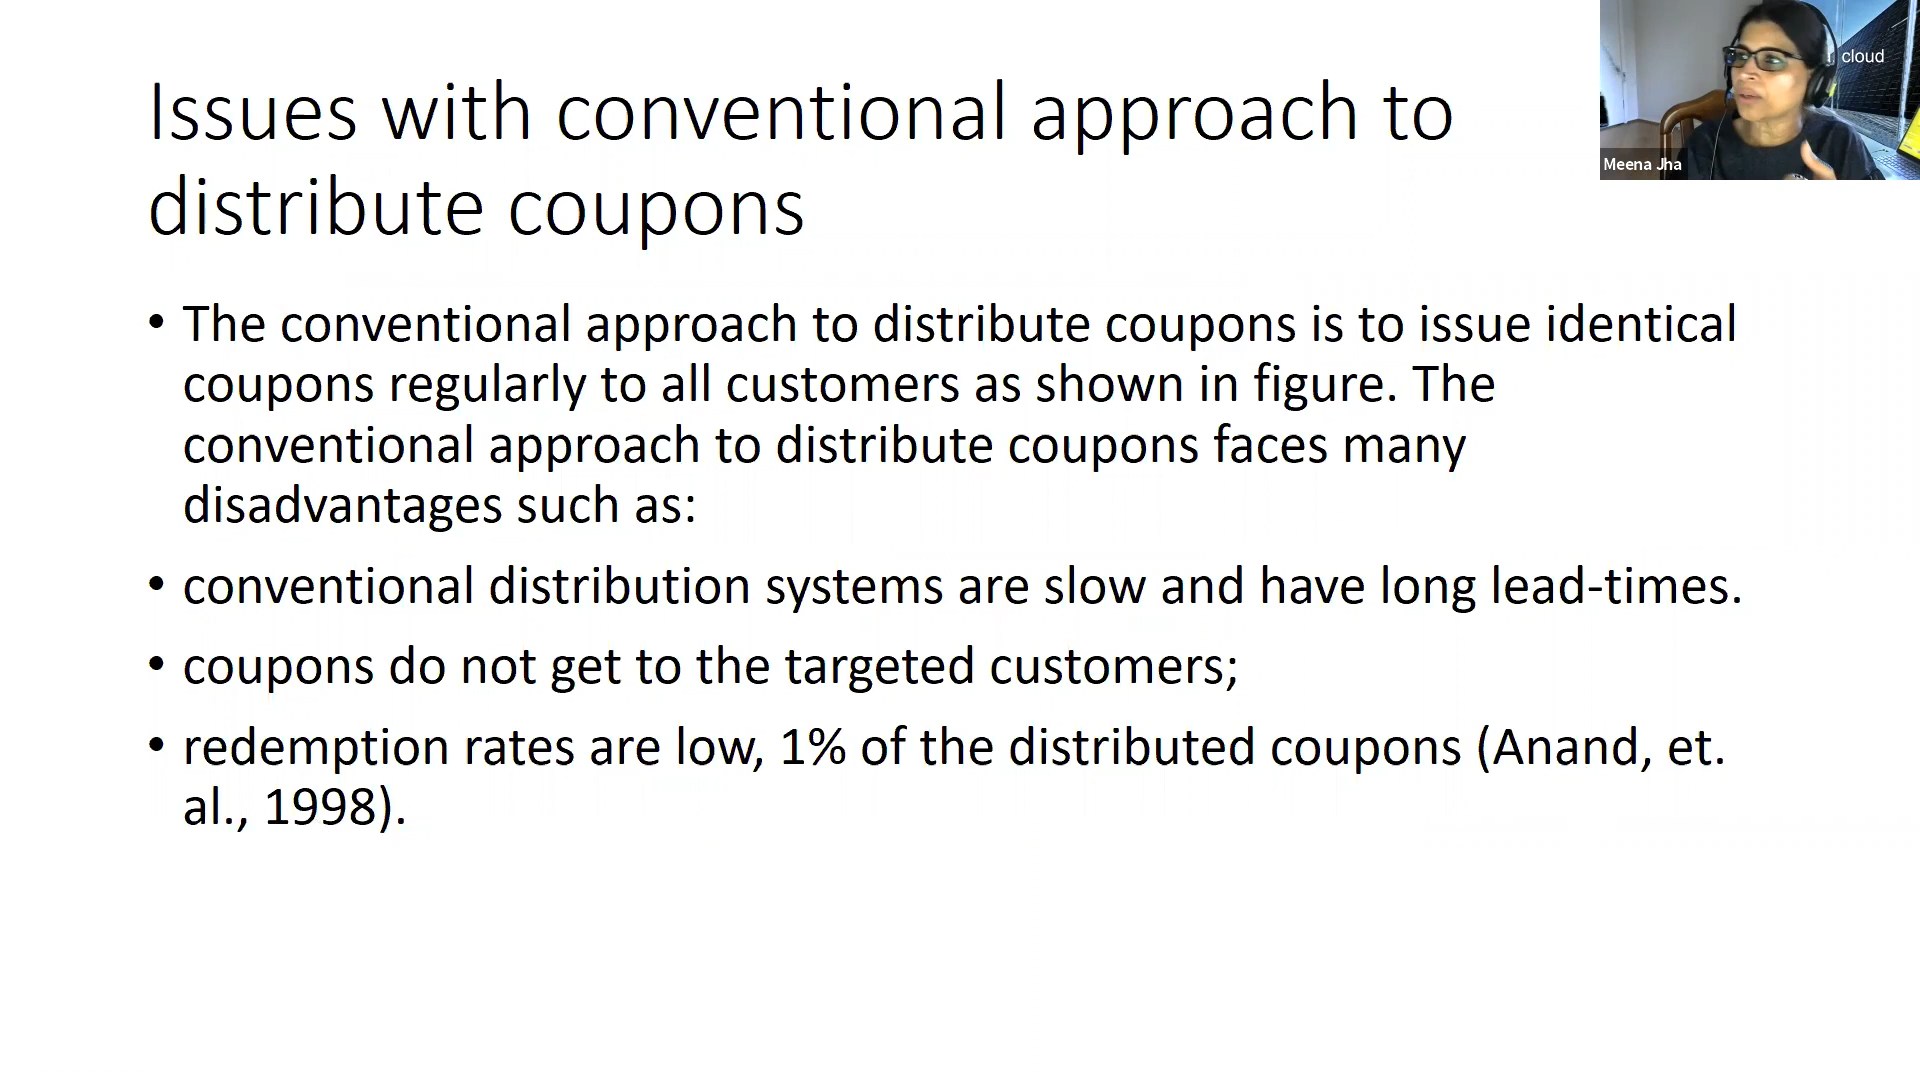 Issues with conventional approach to
distribute coupons
• The conventional approach to distribute coupons is to issue identical
coupons regularly to all customers as shown in figure. The
conventional approach to distribute coupons faces many
disadvantages such as:
• conventional distribution systems are slow and have long lead-times.
• coupons do not get to the targeted customers;
• redemption rates are low, 1% of the distributed coupons (Anand, et.
al., 1998).
cloud
Meena Jha